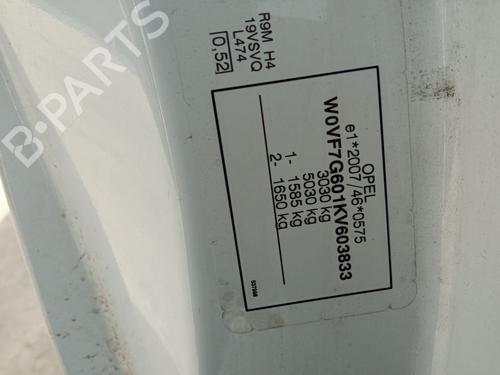 R9M H4
19VSVQ
L474
0,52
OPEL
e1*2007/46*0575
W0VF7G601KV603833
3030 kg
5030 kg
1- 1585 kg
2- 1650 kg
B-PARTS